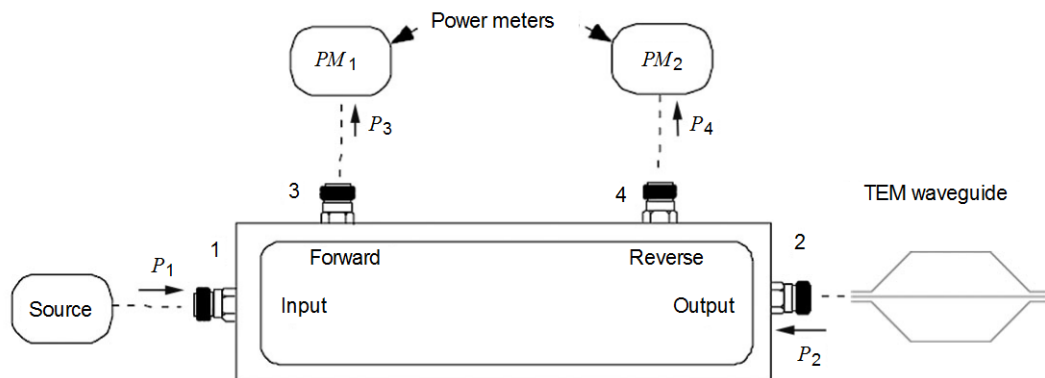 Power meters
PM1
PM2
P3
P4
3
4
TEM waveguide
1
2
Forward
Reverse
P1
Source
Input
Output
P2